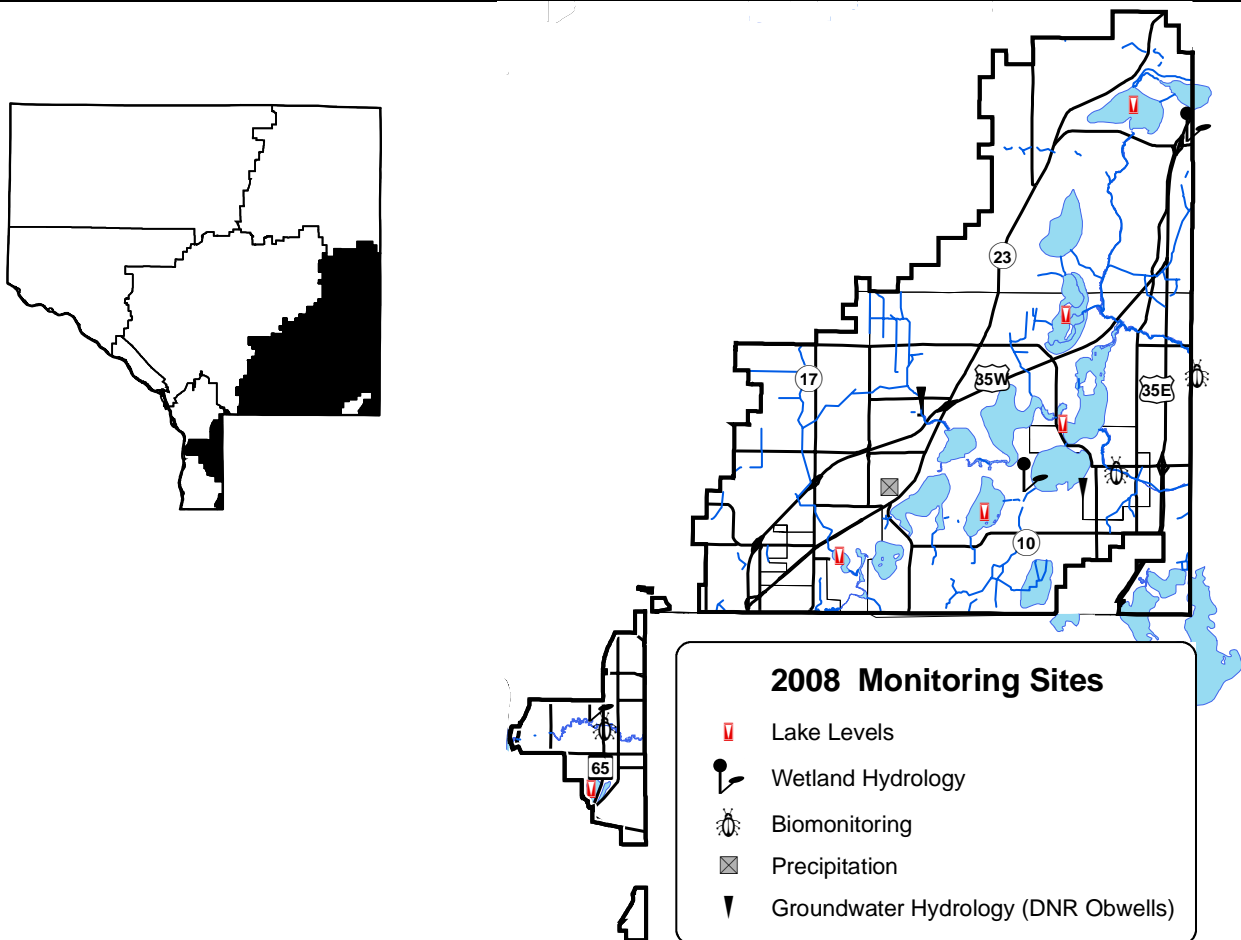 23
35W
17
35E
10
65
2008 Monitoring Sites
Lake Levels
Wetland Hydrology
Biomonitoring
Precipitation
Groundwater Hydrology (DNR Obwells)